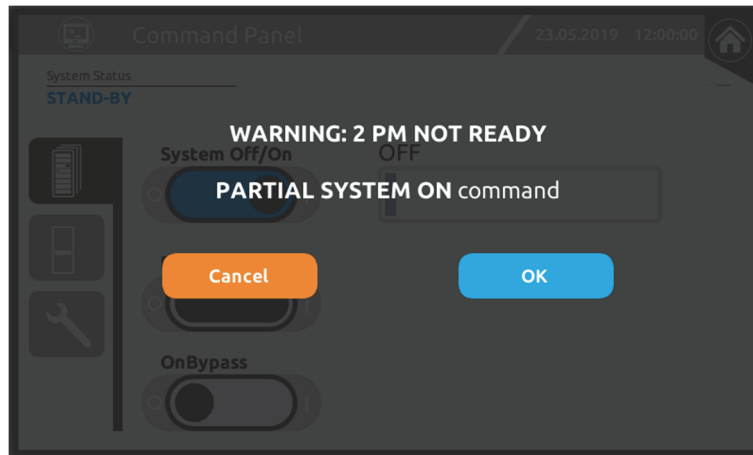 Command Panel
23.05.2019 12:00:00
System Status
STAND-BY
WARNING: 2 PM NOT READY
System Off/On
OFF
PARTIAL SYSTEM ON command
Cancel
OK
OnBypass